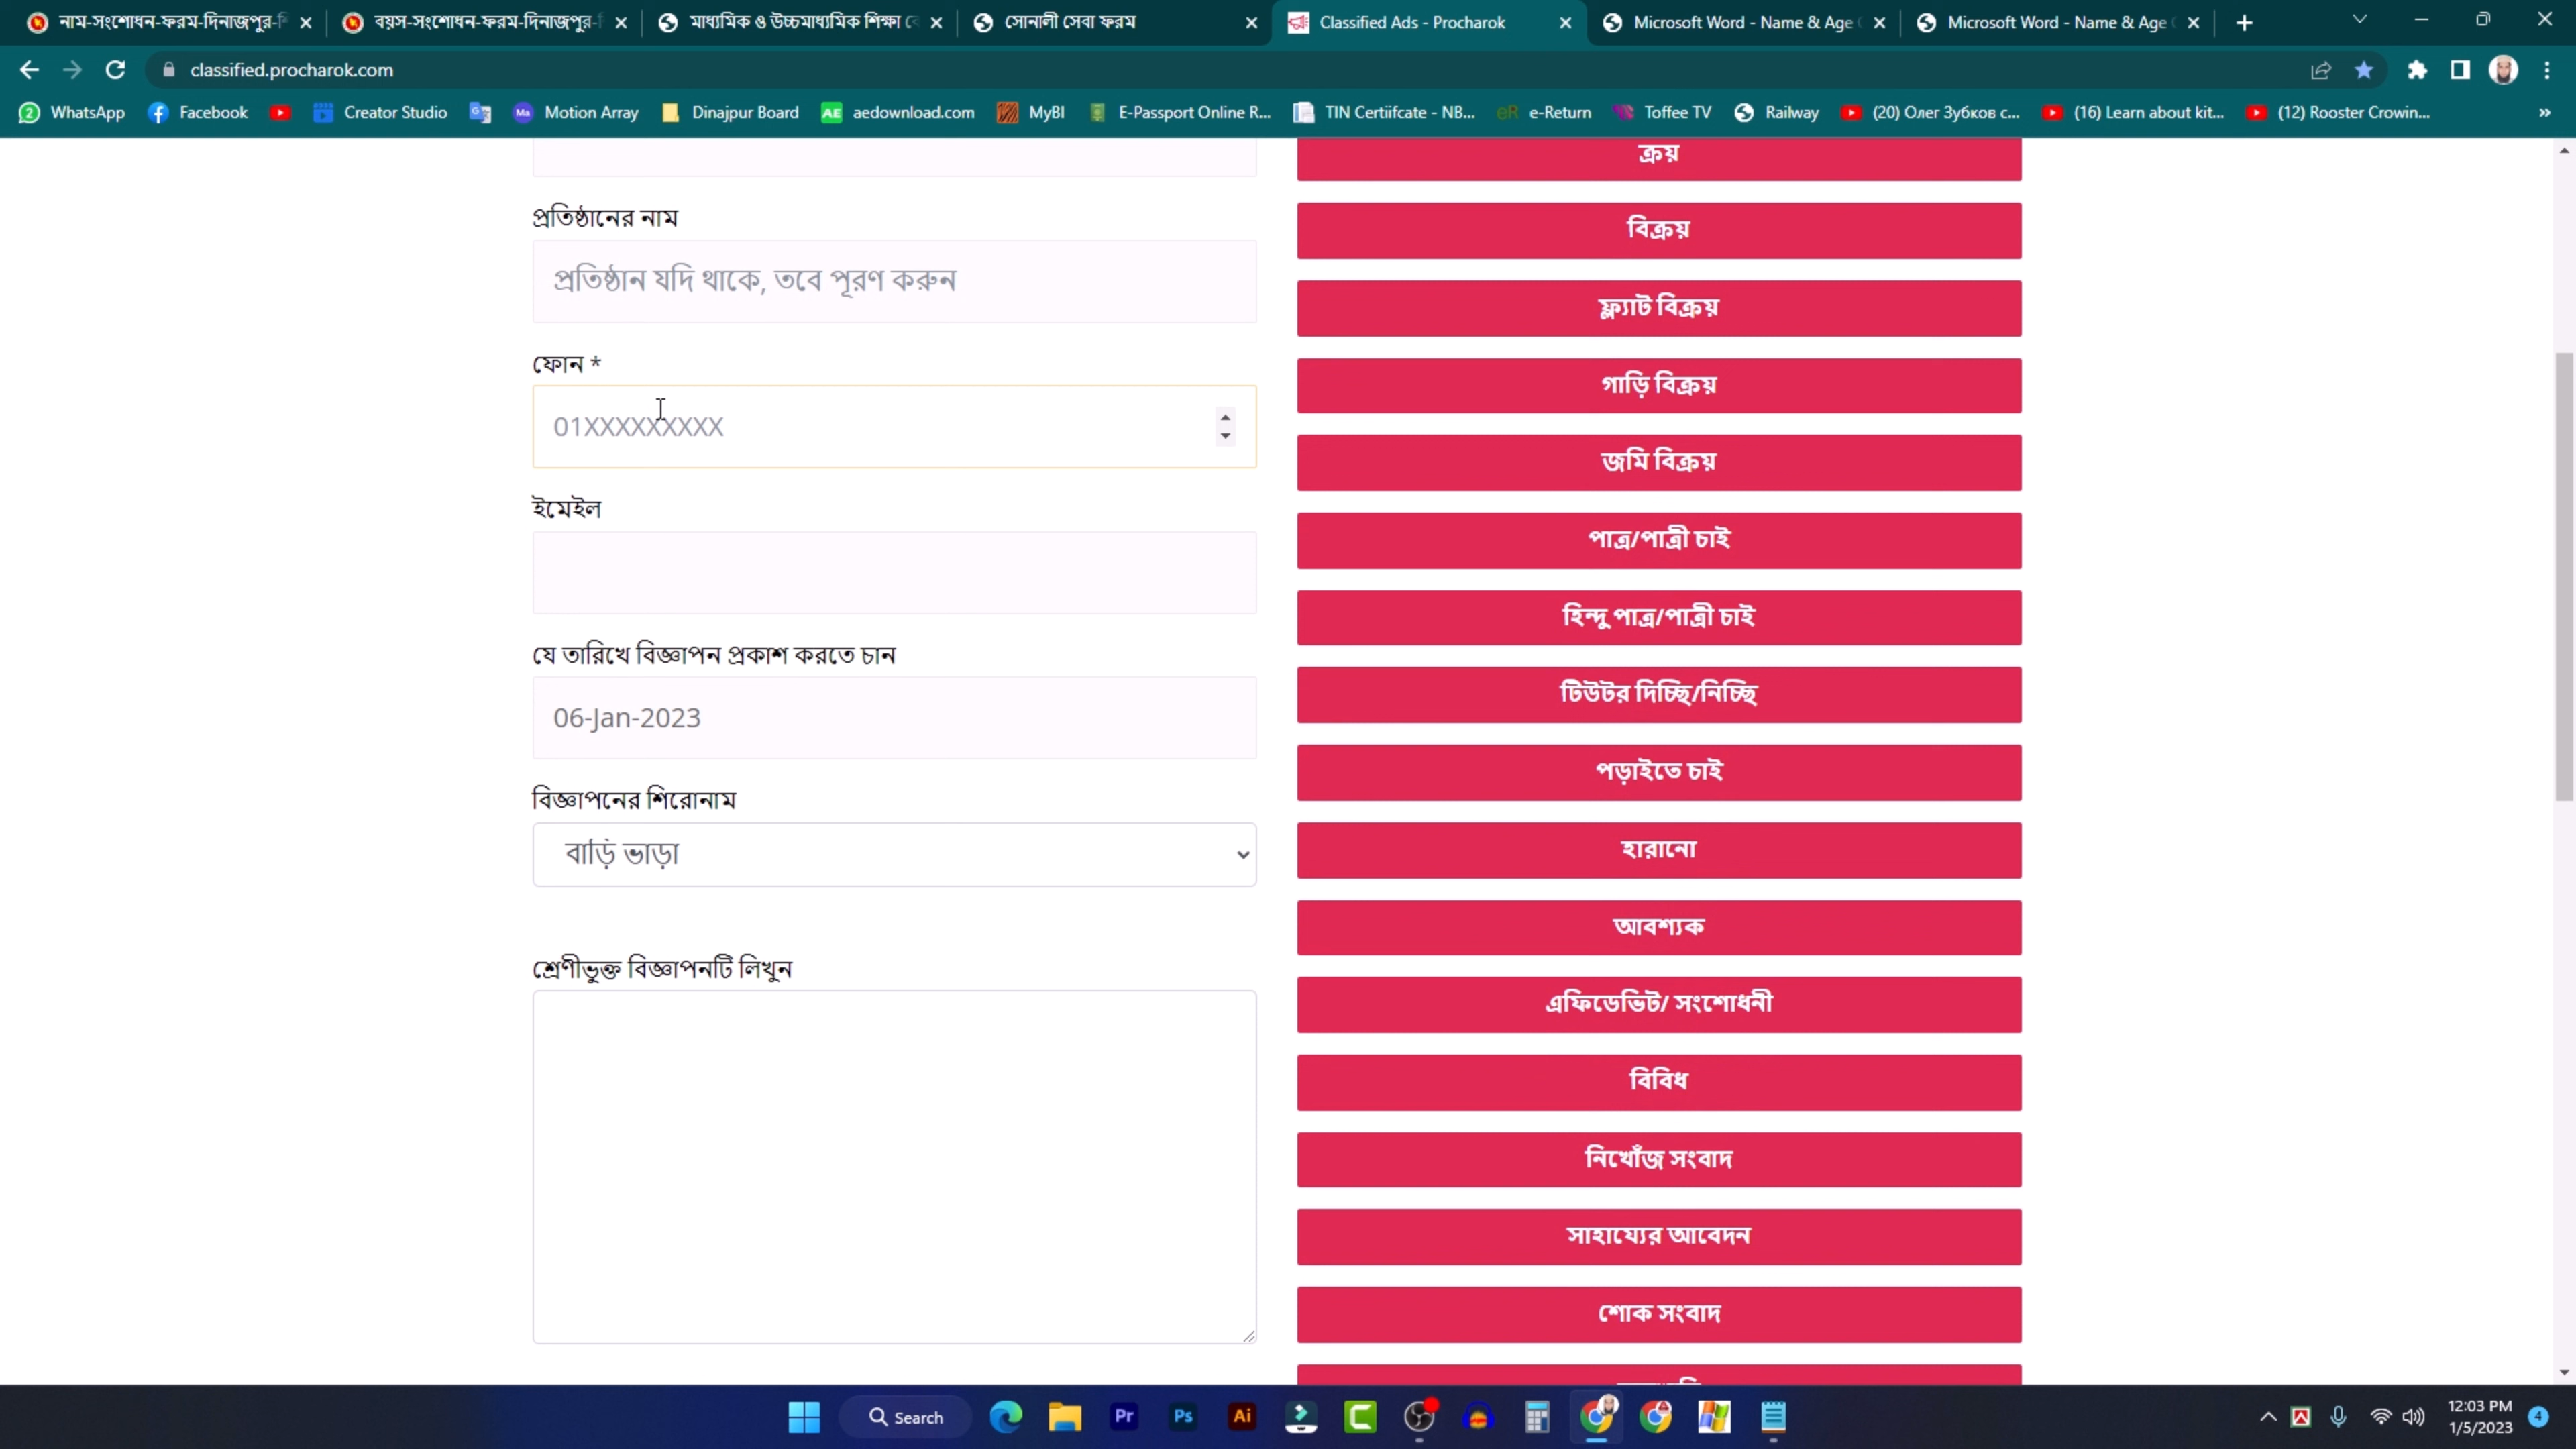 নাম-সংশোধন-ফরম-দিনাজপুর-শি
বয়স-সংশোধন-ফরম-দিনাজপুর-
মাধ্যমিক ও উচ্চমাধ্যমিক শিক্ষা বে
সোনালী সেবা ফরম
Classified Ads - Procharok
Microsoft Word - Name & Age
Microsoft Word - Name & Age
classified.procharok.com
WhatsApp
Facebook
Creator Studio
Motion Array
Dinajpur Board
aedownload.com
MyBI
E-Passport Online R...
TIN Certiifcate - NB...
e-Return
Toffee TV
Railway
(20) Олег Зубков с...
(16) Learn about kit...
(12) Rooster Crowin...
প্রতিষ্ঠানের নাম
প্রতিষ্ঠান যদি থাকে, তবে পূরণ করুন
ফোন *
01XXXXXXXXX
ইমেইল
যে তারিখে বিজ্ঞাপন প্রকাশ করতে চান
06-Jan-2023
বিজ্ঞাপনের শিরোনাম
বাড়ি ভাড়া
শ্রেণীভুক্ত বিজ্ঞাপনটি লিখুন
ক্রয়
বিক্রয়
ফ্ল্যাট বিক্রয়
গাড়ি বিক্রয়
জমি বিক্রয়
পাত্র/পাত্রী চাই
হিন্দু পাত্র/পাত্রী চাই
টিউটর দিচ্ছি/নিচ্ছি
পড়াইতে চাই
হারানো
আবশ্যক
এফিডেভিট/ সংশোধনী
বিবিধ
নিখোঁজ সংবাদ
সাহায্যের আবেদন
শোক সংবাদ
Search
12:03 PM
1/5/2023
4